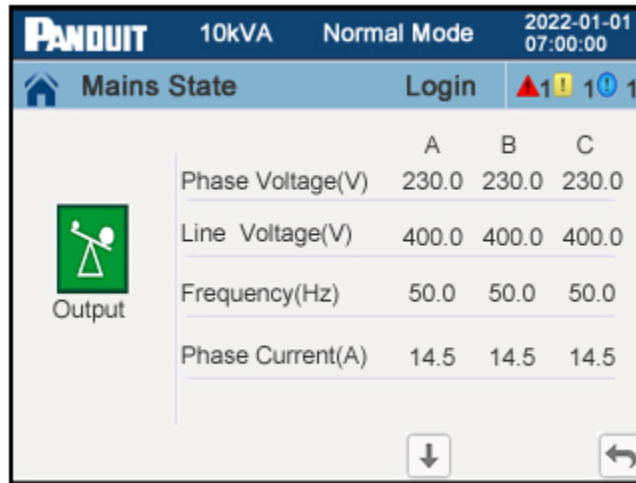 PANDUIT 10kVA Normal Mode 2022-01-01
07:00:00
Mains State Login 1 ! 1 ! 1
A B C
Phase Voltage(V) 230.0 230.0 230.0
Line Voltage(V) 400.0 400.0 400.0
Frequency(Hz) 50.0 50.0 50.0
Output
Phase Current(A) 14.5 14.5 14.5